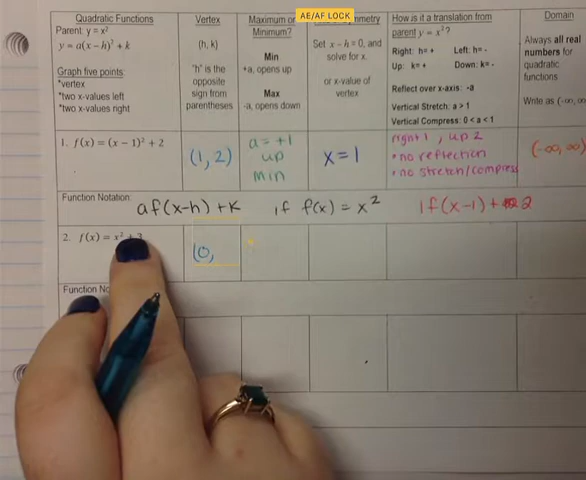 Quadratic Functions
Parent: y = x²
y = a(x − h)² + k
Graph five points
*vertex
*two x-values left
*two x-values right
Vertex
(h, k)
"h" is the
opposite
sign from
parentheses
Maximum or
Minimum?
Min
+a, opens up
Max
-a, opens down
AE/AF LOCK
Set x − h = 0, and
solve for x.
or x-value of
vertex
How is it a translation from
parent y = x²?
Right: h= + Left: h= -
Up: k= + Down: k= -
Reflect over x-axis: -a
Vertical Stretch: a > 1
Vertical Compress: 0 < a < 1
Domain
Always all real
numbers for
quadratic
functions
Write as (-∞, ∞
1. f(x) = (x − 1)² + 2
(1, 2)
a = +1
up
min
x = 1
right 1, up 2
• no reflection
• no stretch/compress
(-∞, ∞)
Function Notation:
af(x-h) + k if f(x) = x² 1f(x-1) + 2
2. f(x) = x² + 3
(0,
Function No